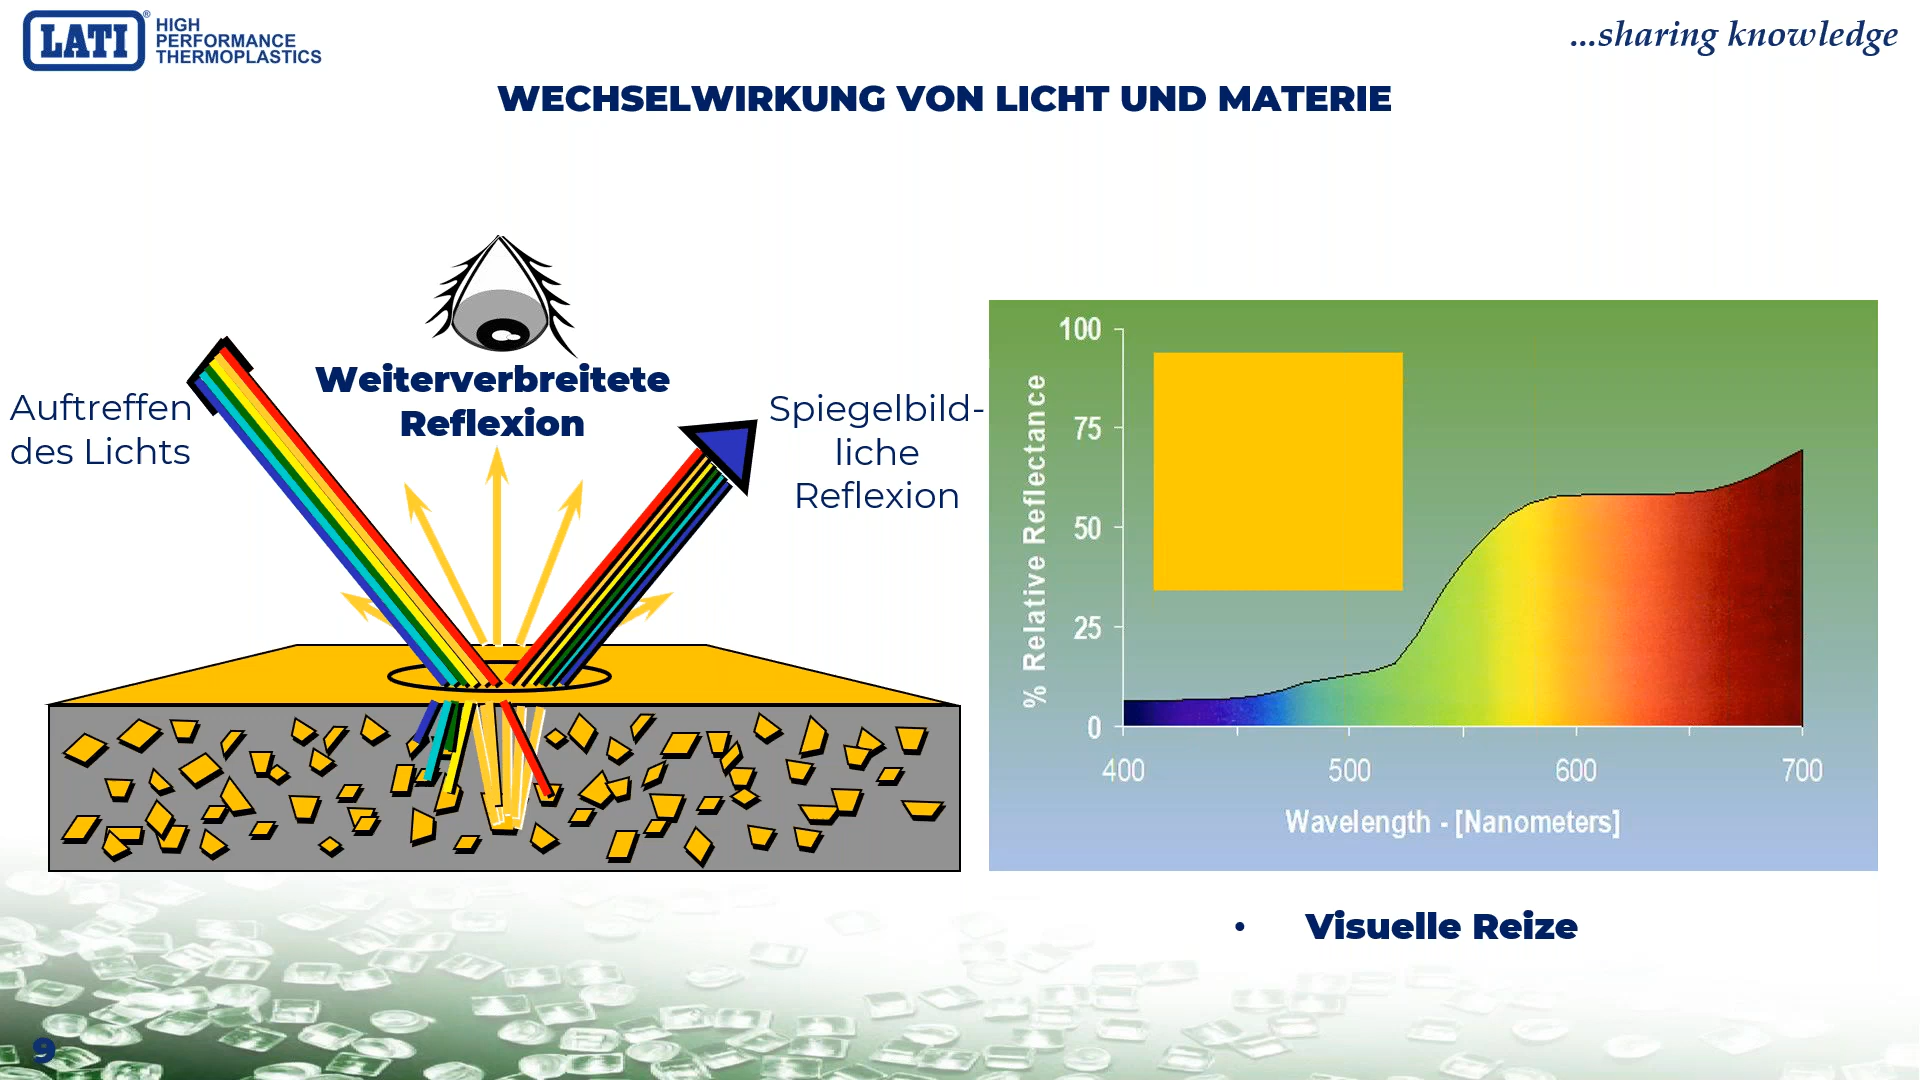 LATI®
HIGH
PERFORMANCE
THERMOPLASTICS
...sharing knowledge
WECHSELWIRKUNG VON LICHT UND MATERIE
Auftreffen
des Lichts
Weiterverbreitete
Reflexion
Spiegelbild-
liche
Reflexion
% Relative Reflectance
100
75
50
25
0
400 500 600 700
Wavelength - [Nanometers]
• Visuelle Reize
9